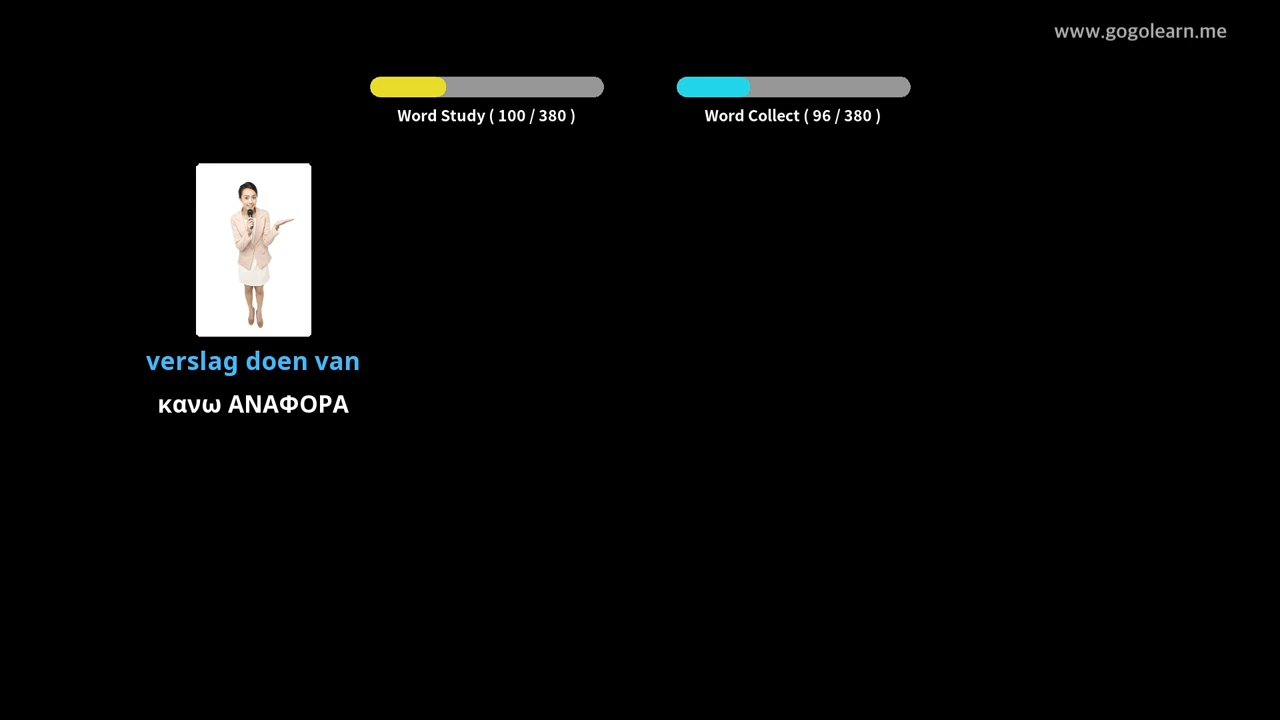 www.gogolearn.me
Word Study ( 100 / 380 )
Word Collect ( 96 / 380 )
verslag doen van
κανω ΑΝΑΦΟΡΑ